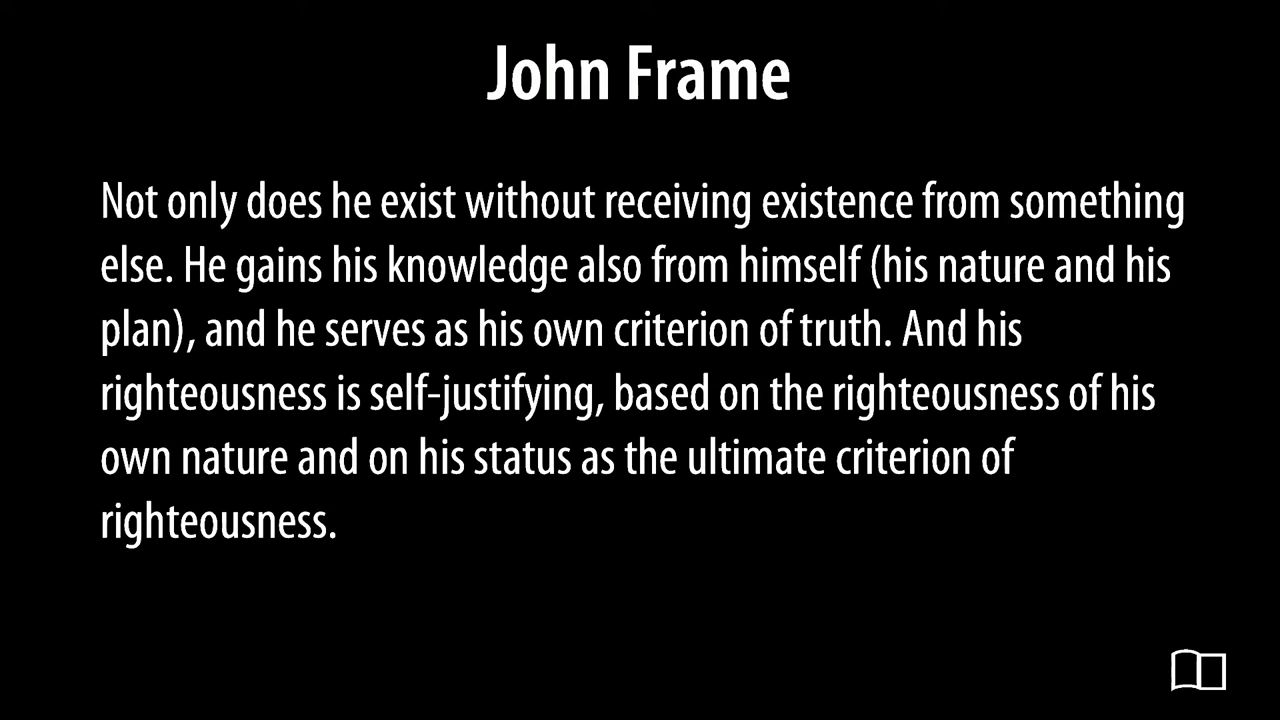 John Frame
Not only does he exist without receiving existence from something
else. He gains his knowledge also from himself (his nature and his
plan), and he serves as his own criterion of truth. And his
righteousness is self-justifying, based on the righteousness of his
own nature and on his status as the ultimate criterion of
righteousness.